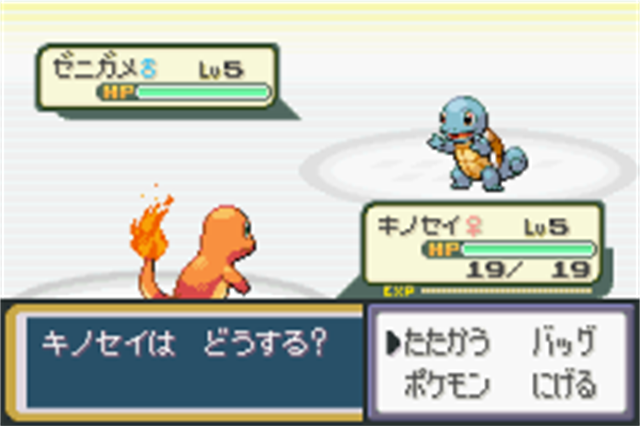 ゼニガメ♂ Lv5
HP
キノセイ♀ Lv5
HP
19/ 19
EXP
キノセイは どうする?
▶たたかう バッグ
ポケモン にげる